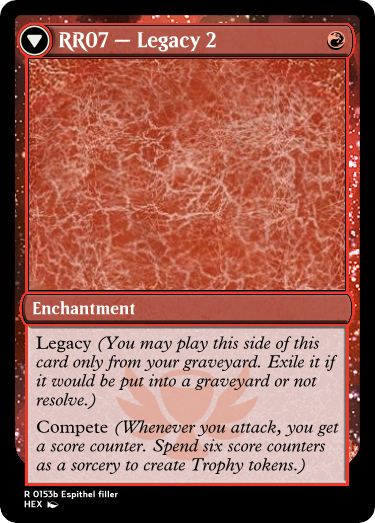 RR07 — Legacy 2
Enchantment
Legacy (You may play this side of this
card only from your graveyard. Exile it if
it would be put into a graveyard or not
resolve.)
Compete (Whenever you attack, you get
a score counter. Spend six score counters
as a sorcery to create Trophy tokens.)
R 0153b Espithel filler
HEX